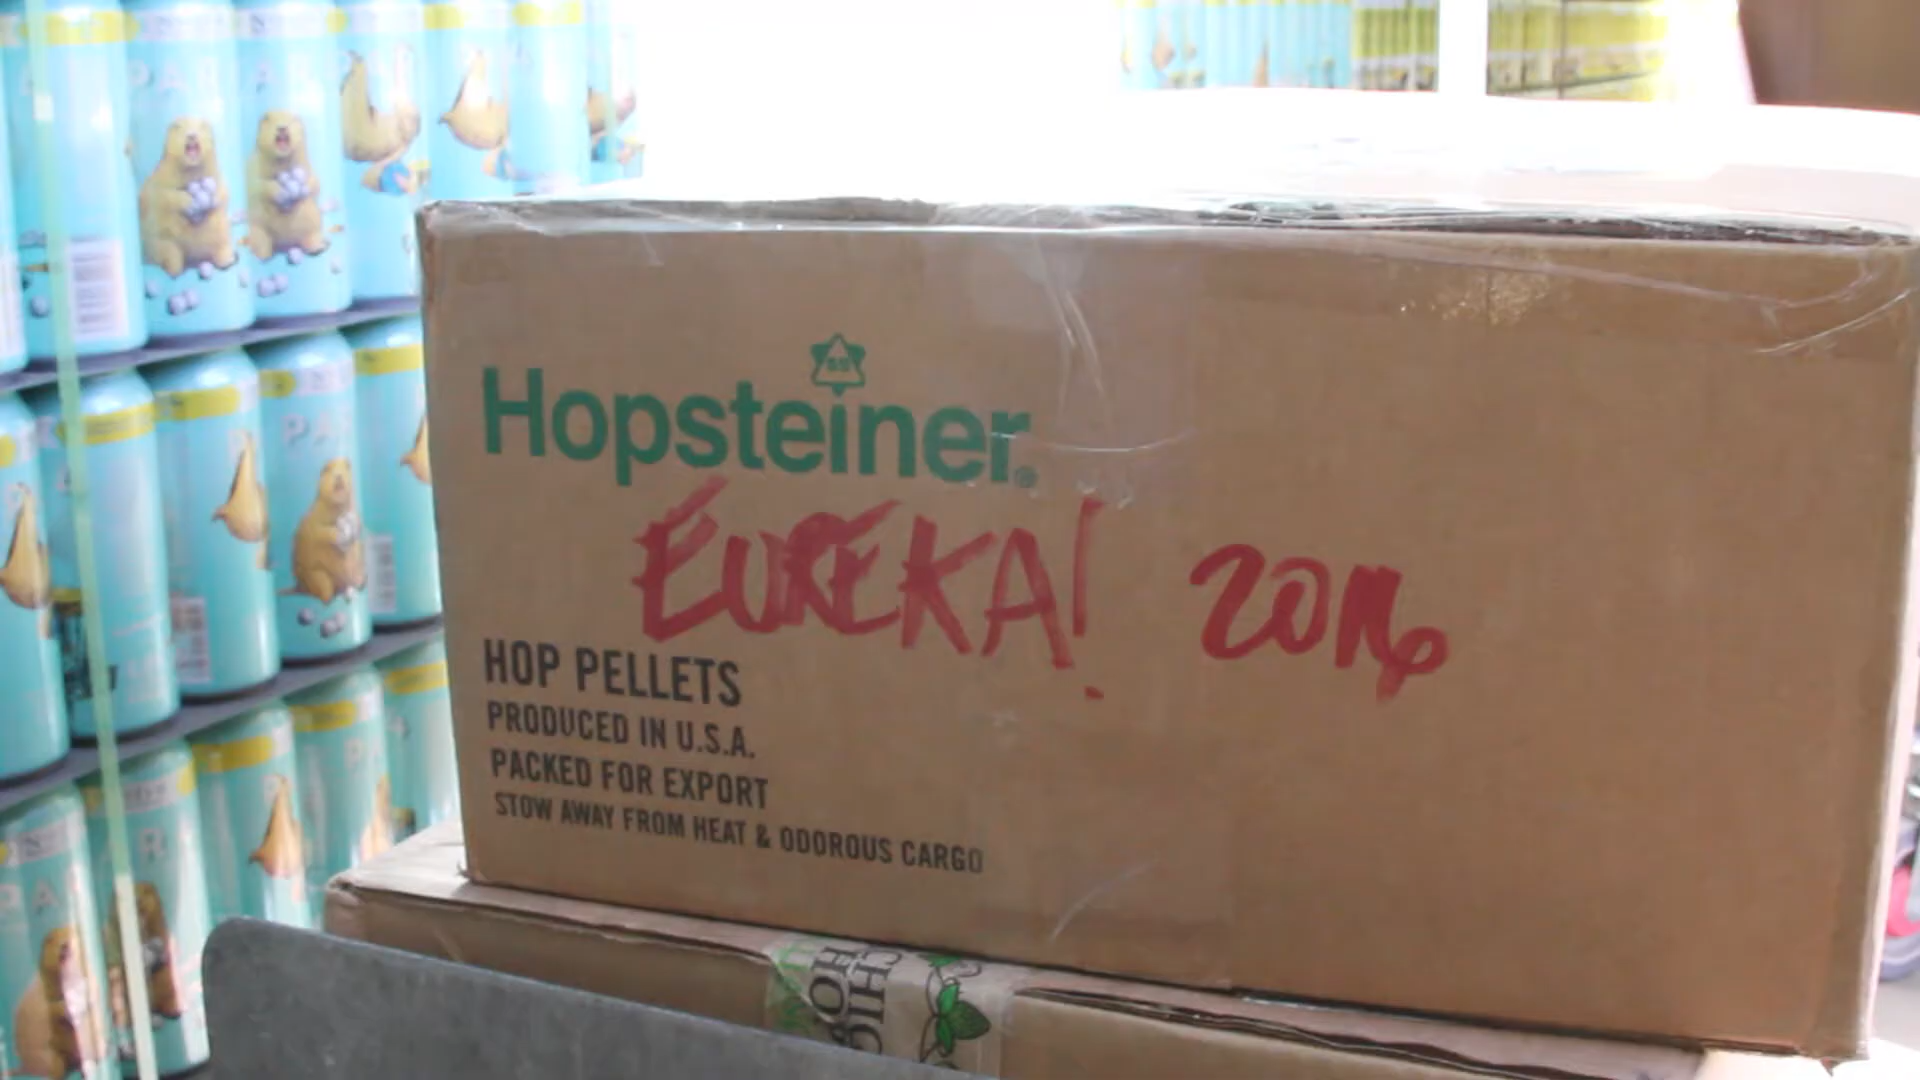 Hopsteiner®
EUREKA! 2016
HOP PELLETS
PRODUCED IN U.S.A.
PACKED FOR EXPORT
STOW AWAY FROM HEAT & ODOROUS CARGO